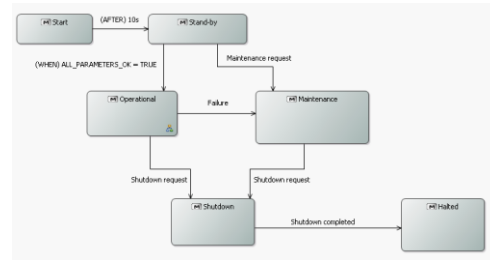 Start
(AFTER) 10s
Stand-by
Maintenance request
(WHEN) ALL_PARAMETERS_OK = TRUE
Operational
Failure
Maintenance
Shutdown request
Shutdown request
Shutdown
Shutdown completed
Halted